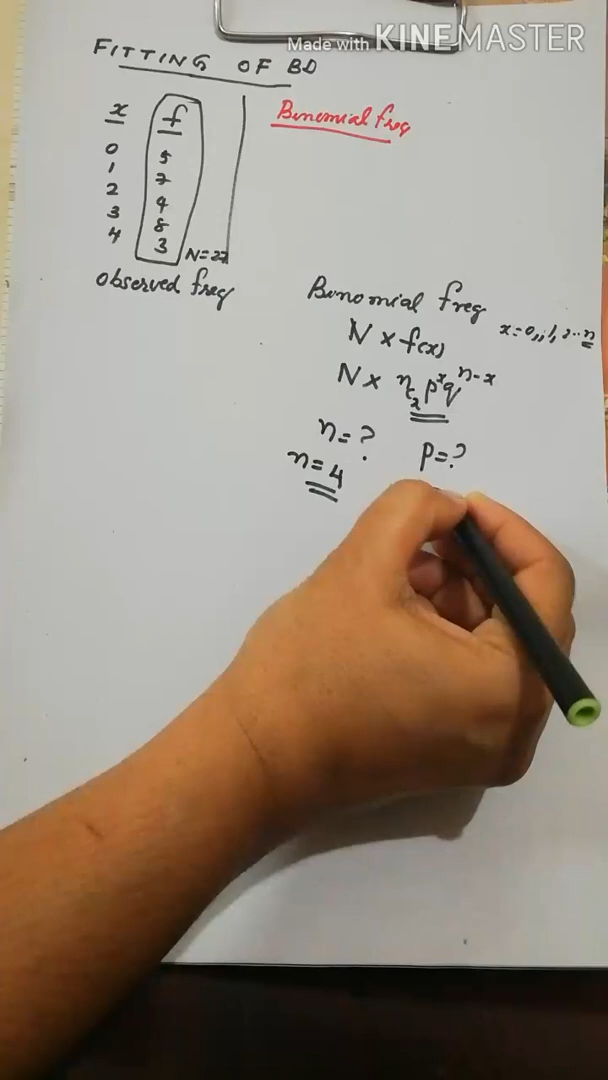 Made with KINEMASTER
FITTING OF BD
x f
0 5
1 7
2 4
3 8
4 3 N=27
observed freq
Binomial freq
Binomial freq
N × f(x) x=0,1,2..n
N × nCx p^x q^n-x
n=? p=?
n=4